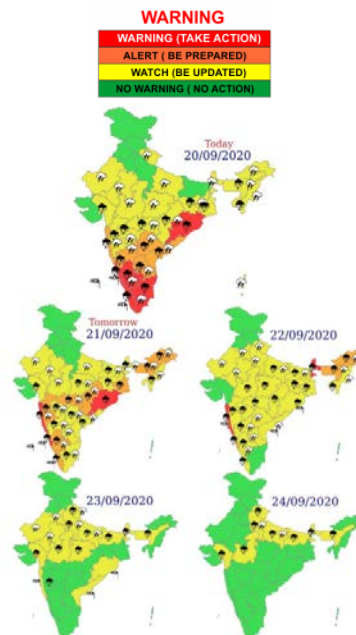 WARNING
WARNING (TAKE ACTION)
ALERT ( BE PREPARED)
WATCH (BE UPDATED)
NO WARNING ( NO ACTION)
Today
20/09/2020
Tomorrow
21/09/2020
22/09/2020
23/09/2020
24/09/2020